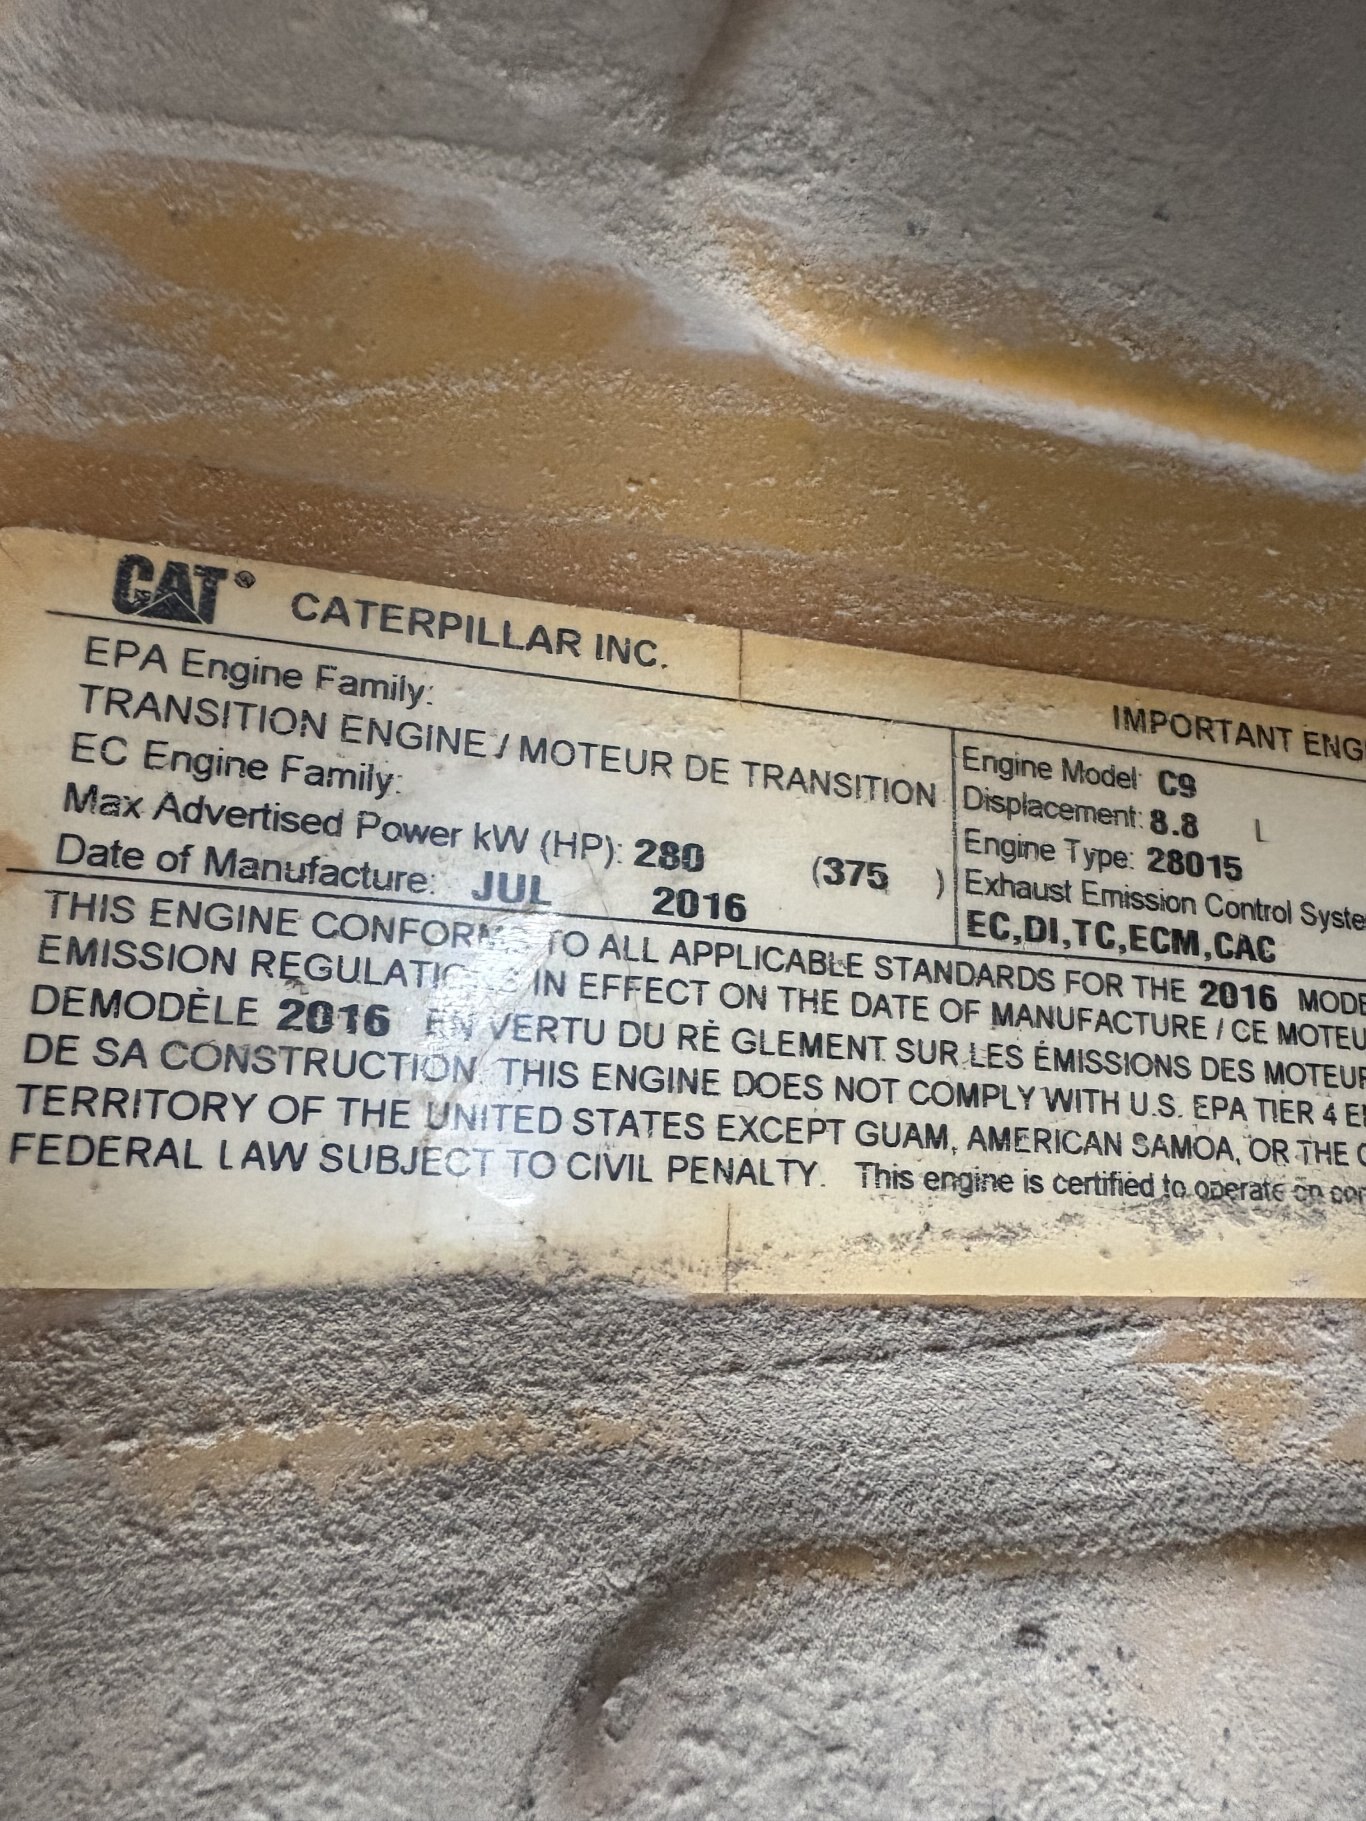 CAT® CATERPILLAR INC.
IMPORTANT ENG
EPA Engine Family:
TRANSITION ENGINE / MOTEUR DE TRANSITION
EC Engine Family:
Max Advertised Power kW (HP): 280 (375 )
Date of Manufacture: JUL 2016
Engine Model: C9
Displacement: 8.8 L
Engine Type: 28015
Exhaust Emission Control Syste
EC,DI,TC,ECM,CAC
THIS ENGINE CONFORMS TO ALL APPLICABLE STANDARDS FOR THE 2016 MODE
EMISSION REGULATIONS IN EFFECT ON THE DATE OF MANUFACTURE / CE MOTEU
DEMODÈLE 2016 EN VERTU DU RÈ GLEMENT SUR LES ÉMISSIONS DES MOTEUR
DE SA CONSTRUCTION. THIS ENGINE DOES NOT COMPLY WITH U.S. EPA TIER 4 E
TERRITORY OF THE UNITED STATES EXCEPT GUAM, AMERICAN SAMOA, OR THE C
FEDERAL LAW SUBJECT TO CIVIL PENALTY. This engine is certified to operate on